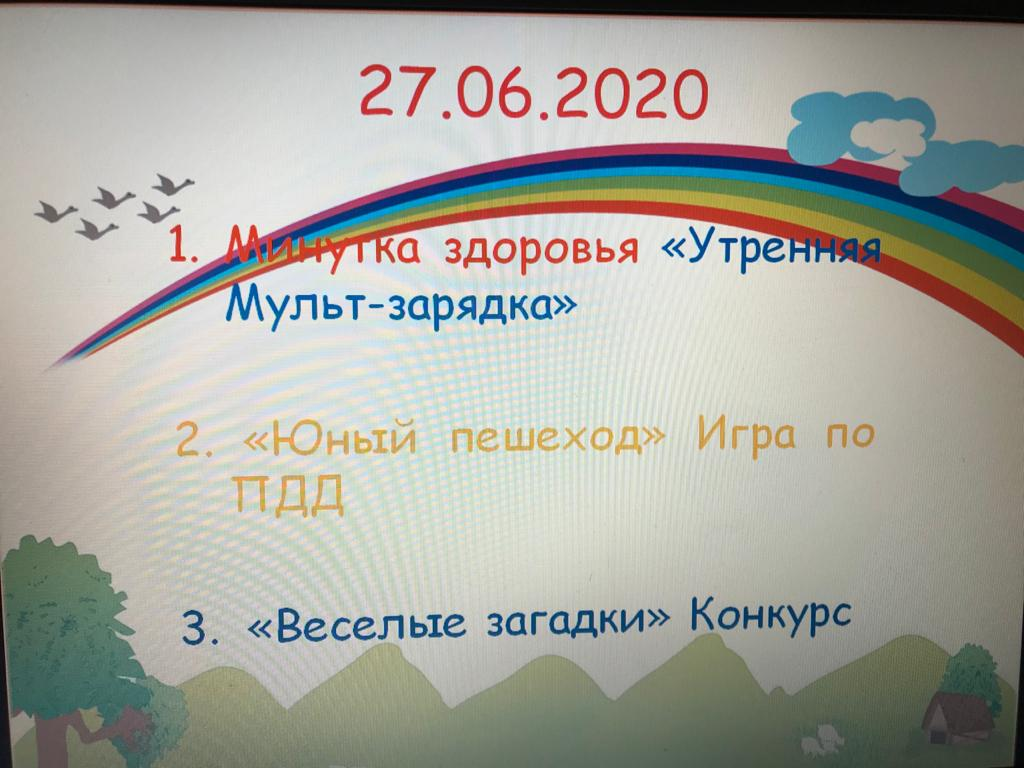 27.06.2020
1. Минутка здоровья «Утренняя
Мульт-зарядка»
2. «Юный пешеход» Игра по
ПДД
3. «Веселые загадки» Конкурс